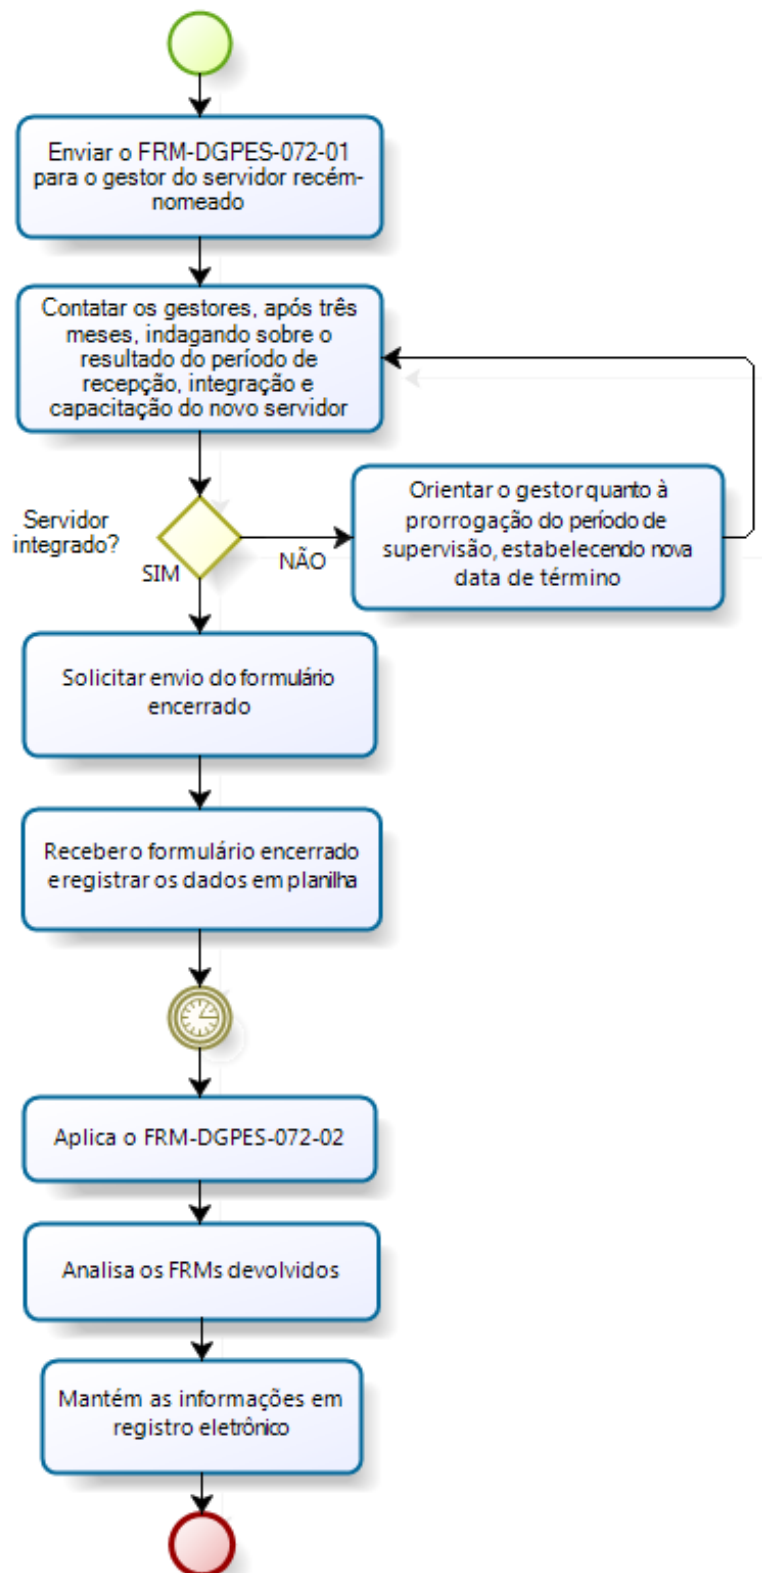 Enviar o FRM-DGPES-072-01
para o gestor do servidor recém-
nomeado
Contatar os gestores, após três
meses, indagando sobre o
resultado do período de
recepção, integração e
capacitação do novo servidor
Servidor
integrado?
SIM
NÃO
Orientar o gestor quanto à
prorrogação do período de
supervisão, estabelecendo nova
data de término
Solicitar envio do formulário
encerrado
Receber o formulário encerrado
e registrar os dados em planilha
Aplica o FRM-DGPES-072-02
Analisa os FRMs devolvidos
Mantém as informações em
registro eletrônico